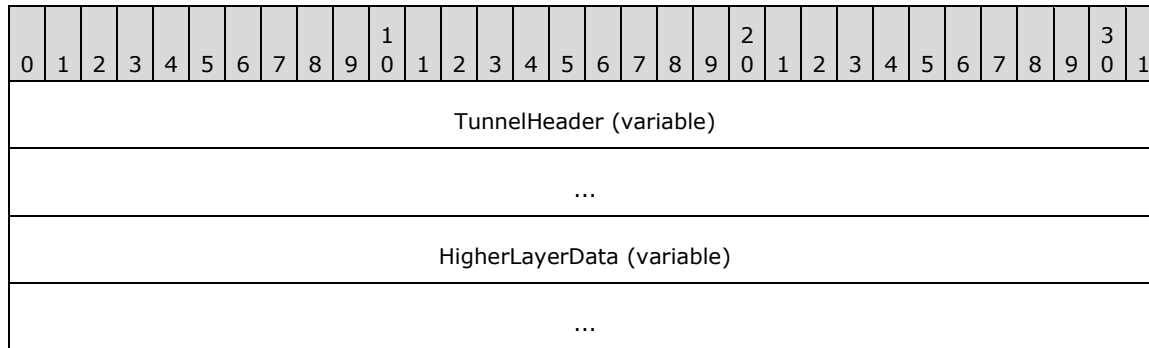 1 2 3
0 1 2 3 4 5 6 7 8 9 0 1 2 3 4 5 6 7 8 9 0 1 2 3 4 5 6 7 8 9 0 1
TunnelHeader (variable)
...
HigherLayerData (variable)
...